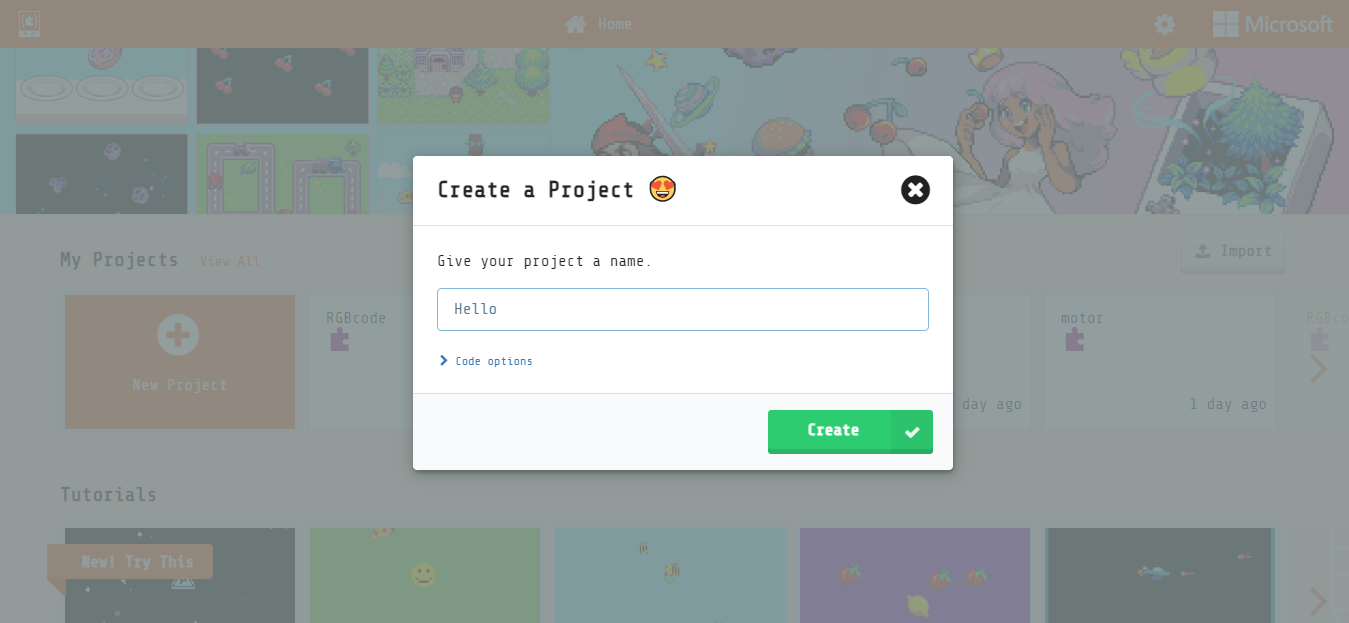 Home
Microsoft
Create a Project
Give your project a name.
Hello
Code options
Create
My Projects
View All
Import
New Project
RGBcode
day ago
motor
1 day ago
RGBco
Tutorials
New! Try This